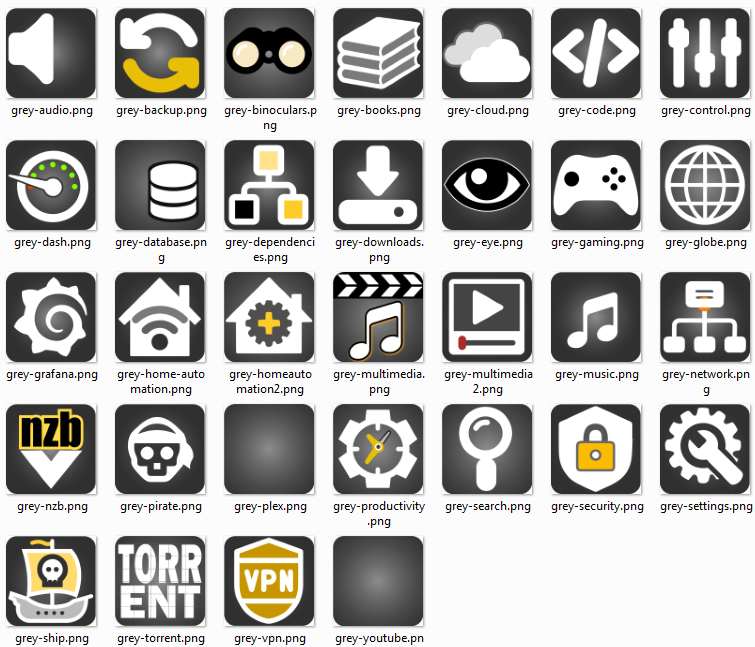 grey-audio.png
grey-backup.png
grey-binoculars.p
ng
grey-books.png
grey-cloud.png
grey-code.png
grey-control.png
grey-dash.png
grey-database.pn
g
grey-dependenci
es.png
grey-downloads.
png
grey-eye.png
grey-gaming.png
grey-globe.png
grey-grafana.png
grey-home-auto
mation.png
grey-homeauto
mation2.png
grey-multimedia.
png
grey-multimedia
2.png
grey-music.png
grey-network.pn
g
nzb
grey-nzb.png
grey-pirate.png
grey-plex.png
grey-productivity
.png
grey-search.png
grey-security.png
grey-settings.png
grey-ship.png
TORR
ENT
grey-torrent.png
VPN
grey-vpn.png
grey-youtube.pn